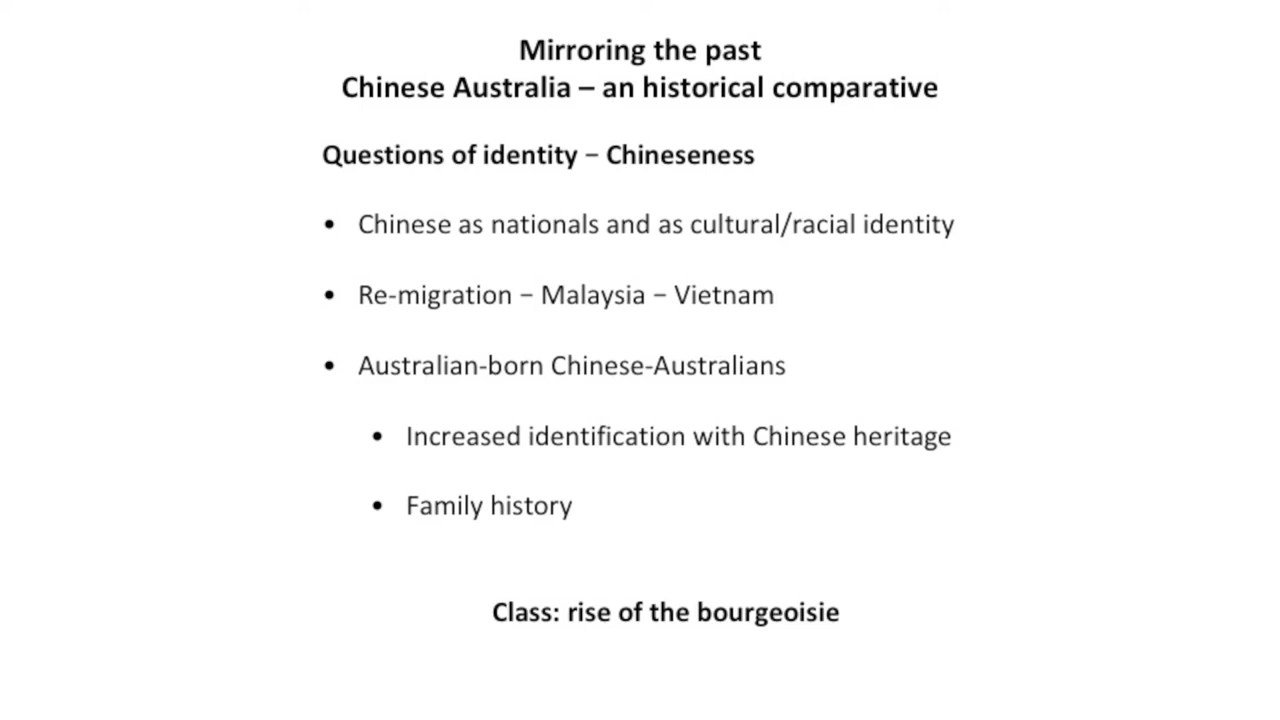 Mirroring the past
Chinese Australia – an historical comparative
Questions of identity – Chineseness
• Chinese as nationals and as cultural/racial identity
• Re-migration – Malaysia – Vietnam
• Australian-born Chinese-Australians
• Increased identification with Chinese heritage
• Family history
Class: rise of the bourgeoisie